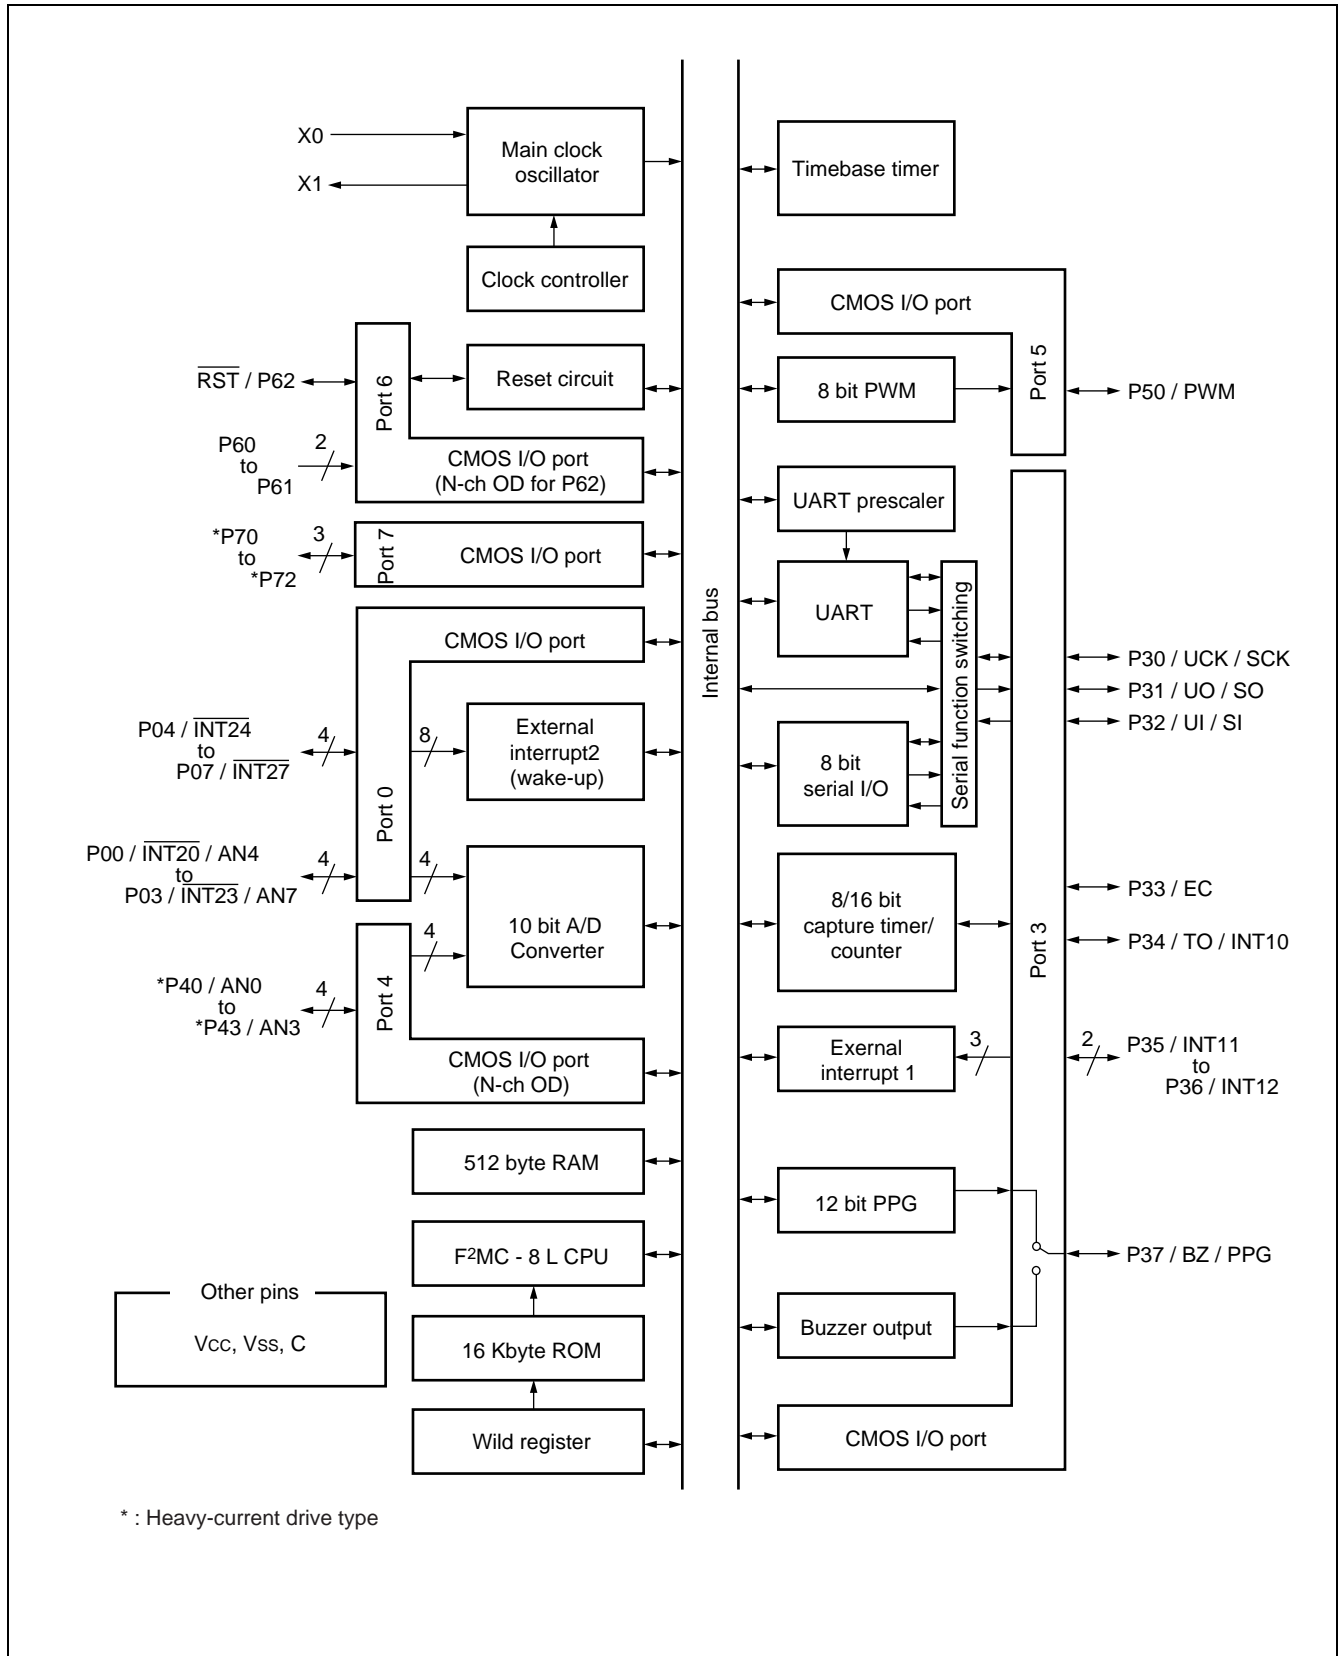 X0
X1
Main clock
oscillator
Clock controller
RST / P62
Port 6
Reset circuit
P60
to
P61
2
CMOS I/O port
(N-ch OD for P62)
*P70
to
*P72
3
Port 7
CMOS I/O port
CMOS I/O port
P04 / INT24
to
P07 / INT27
4
Port 0
8
External
interrupt2
(wake-up)
P00 / INT20 / AN4
to
P03 / INT23 / AN7
4
4
10 bit A/D
Converter
4
*P40 / AN0
to
*P43 / AN3
4
Port 4
CMOS I/O port
(N-ch OD)
512 byte RAM
F2MC - 8 L CPU
16 Kbyte ROM
Wild register
Other pins
VCC, VSS, C
Internal bus
Timebase timer
CMOS I/O port
Port 5
8 bit PWM
P50 / PWM
UART prescaler
UART
Serial function switching
8 bit
serial I/O
P30 / UCK / SCK
P31 / UO / SO
P32 / UI / SI
8/16 bit
capture timer/
counter
Port 3
P33 / EC
P34 / TO / INT10
Exernal
interrupt 1
3
2
P35 / INT11
to
P36 / INT12
12 bit PPG
P37 / BZ / PPG
Buzzer output
CMOS I/O port
* : Heavy-current drive type